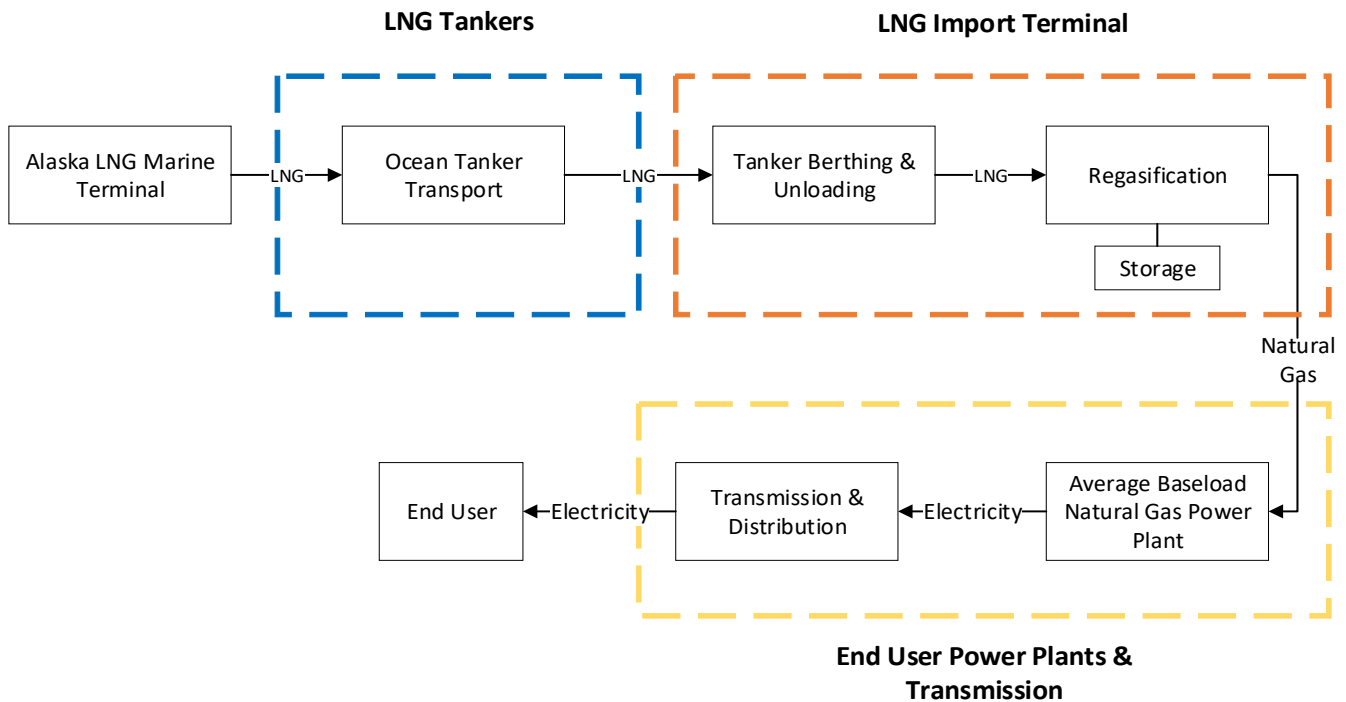 LNG Tankers
LNG Import Terminal
Alaska LNG Marine
Terminal
LNG
Ocean Tanker
Transport
LNG
Tanker Berthing &
Unloading
LNG
Regasification
Storage
Natural
Gas
End User
Electricity
Transmission &
Distribution
Electricity
Average Baseload
Natural Gas Power
Plant
End User Power Plants &
Transmission